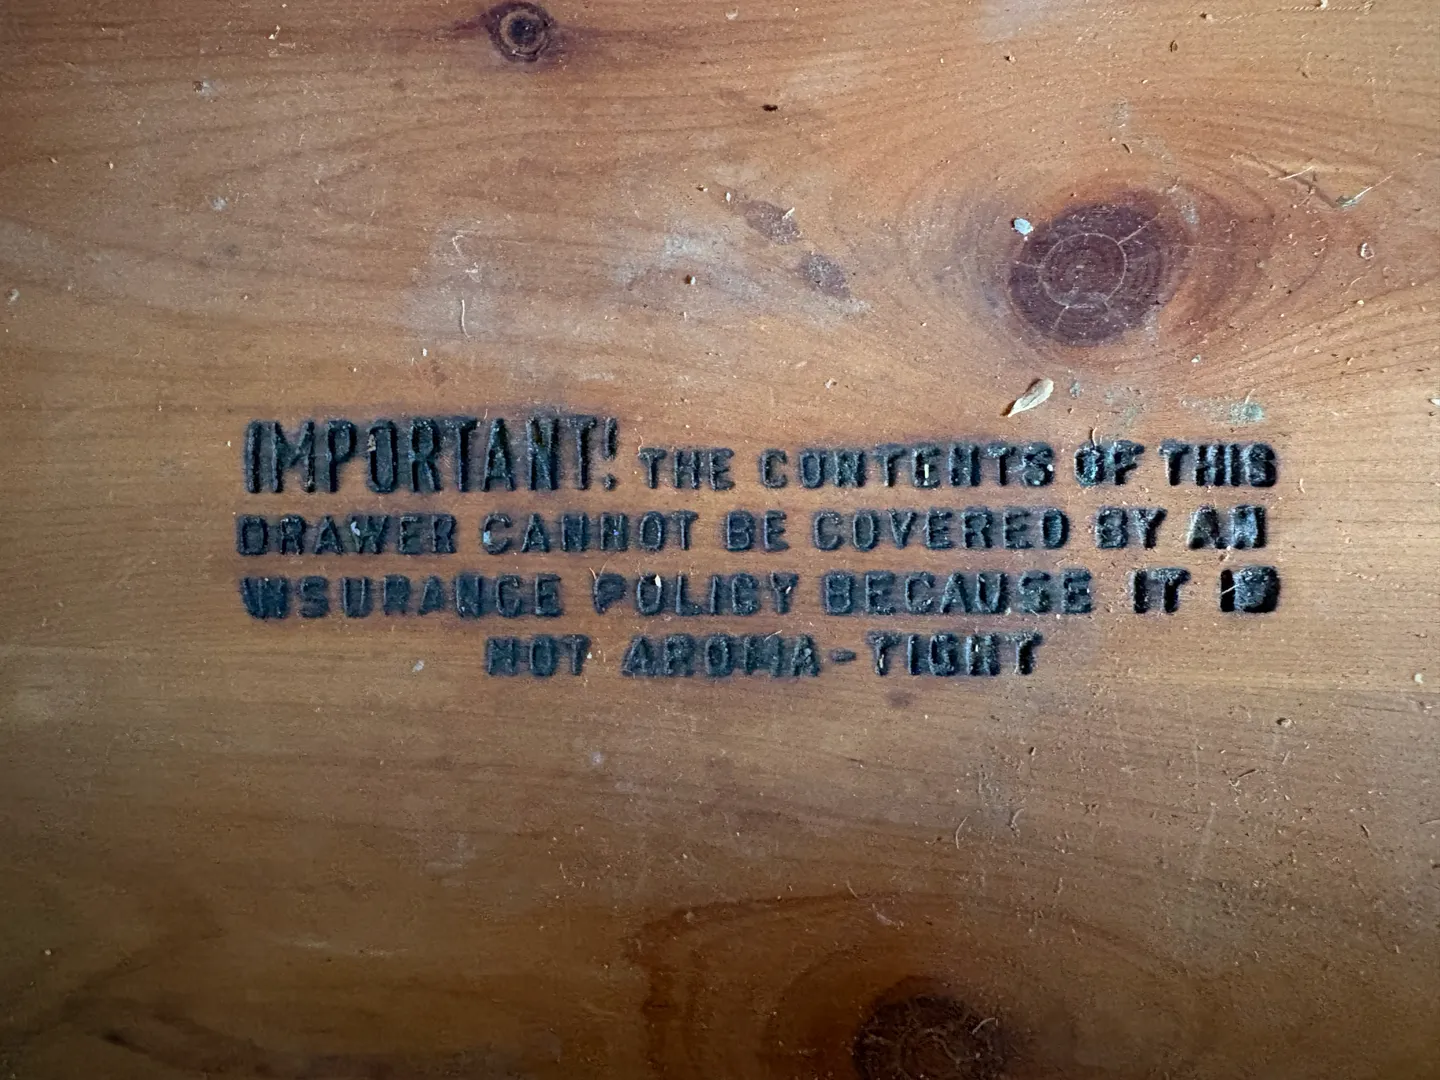 IMPORTANT! THE CONTENTS OF THIS
DRAWER CANNOT BE COVERED BY AN
INSURANCE POLICY BECAUSE IT IS
NOT AROMA-TIGHT